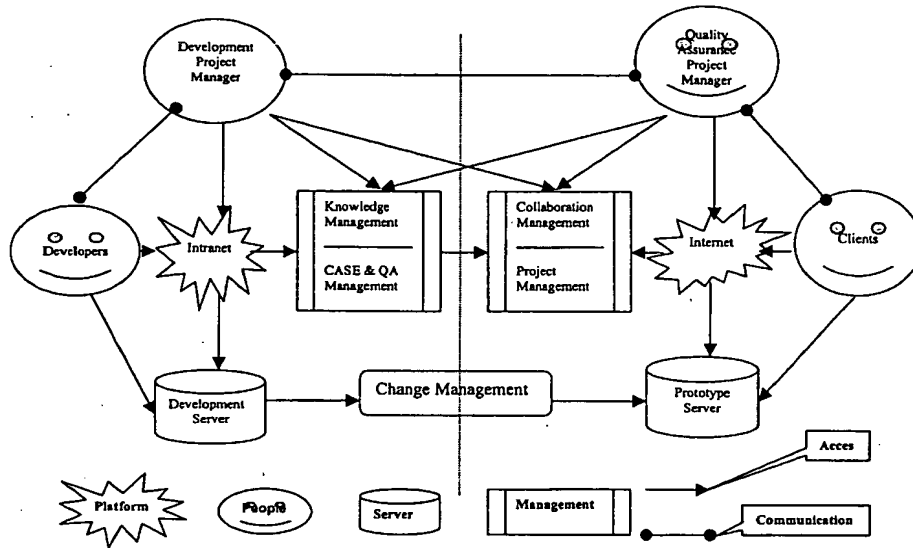 Development
Project
Manager
Quality
Assurance
Project
Manager
Developers
Intranet
Knowledge
Management
CASE & QA
Management
Collaboration
Management
Project
Management
Internet
Clients
Development
Server
Change Management
Prototype
Server
Acces
Platform
People
Server
Management
Communication